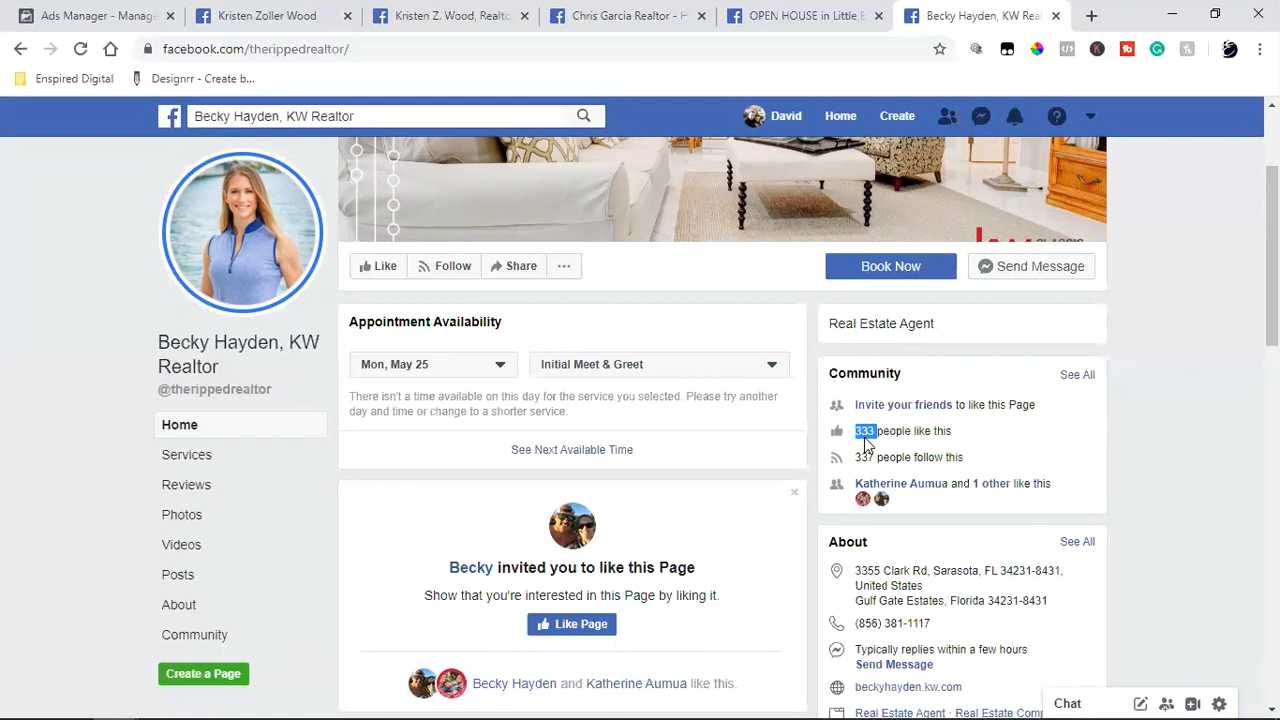 Ads Manager - Manage
Kristen Zoller Wood
Kristen Z. Wood, Realto
Chris Garcia Realtor - H
OPEN HOUSE in Little E
Becky Hayden, KW Real
facebook.com/therippedrealtor/
Enspired Digital
Designrr - Create b...
Becky Hayden, KW Realtor
David
Home
Create
Like
Follow
Share
Book Now
Send Message
Becky Hayden, KW
Realtor
@therippedrealtor
Home
Services
Reviews
Photos
Videos
Posts
About
Community
Create a Page
Appointment Availability
Mon, May 25
Initial Meet & Greet
There isn't a time available on this day for the service you selected. Please try another
day and time or change to a shorter service.
See Next Available Time
Becky invited you to like this Page
Show that you're interested in this Page by liking it.
Like Page
Becky Hayden and Katherine Aumua like this.
Real Estate Agent
Community
See All
Invite your friends to like this Page
333 people like this
337 people follow this
Katherine Aumua and 1 other like this
About
See All
3355 Clark Rd, Sarasota, FL 34231-8431,
United States
Gulf Gate Estates, Florida 34231-8431
(856) 381-1117
Typically replies within a few hours
Send Message
beckyhayden.kw.com
Real Estate Agent · Real Estate Comp
Chat